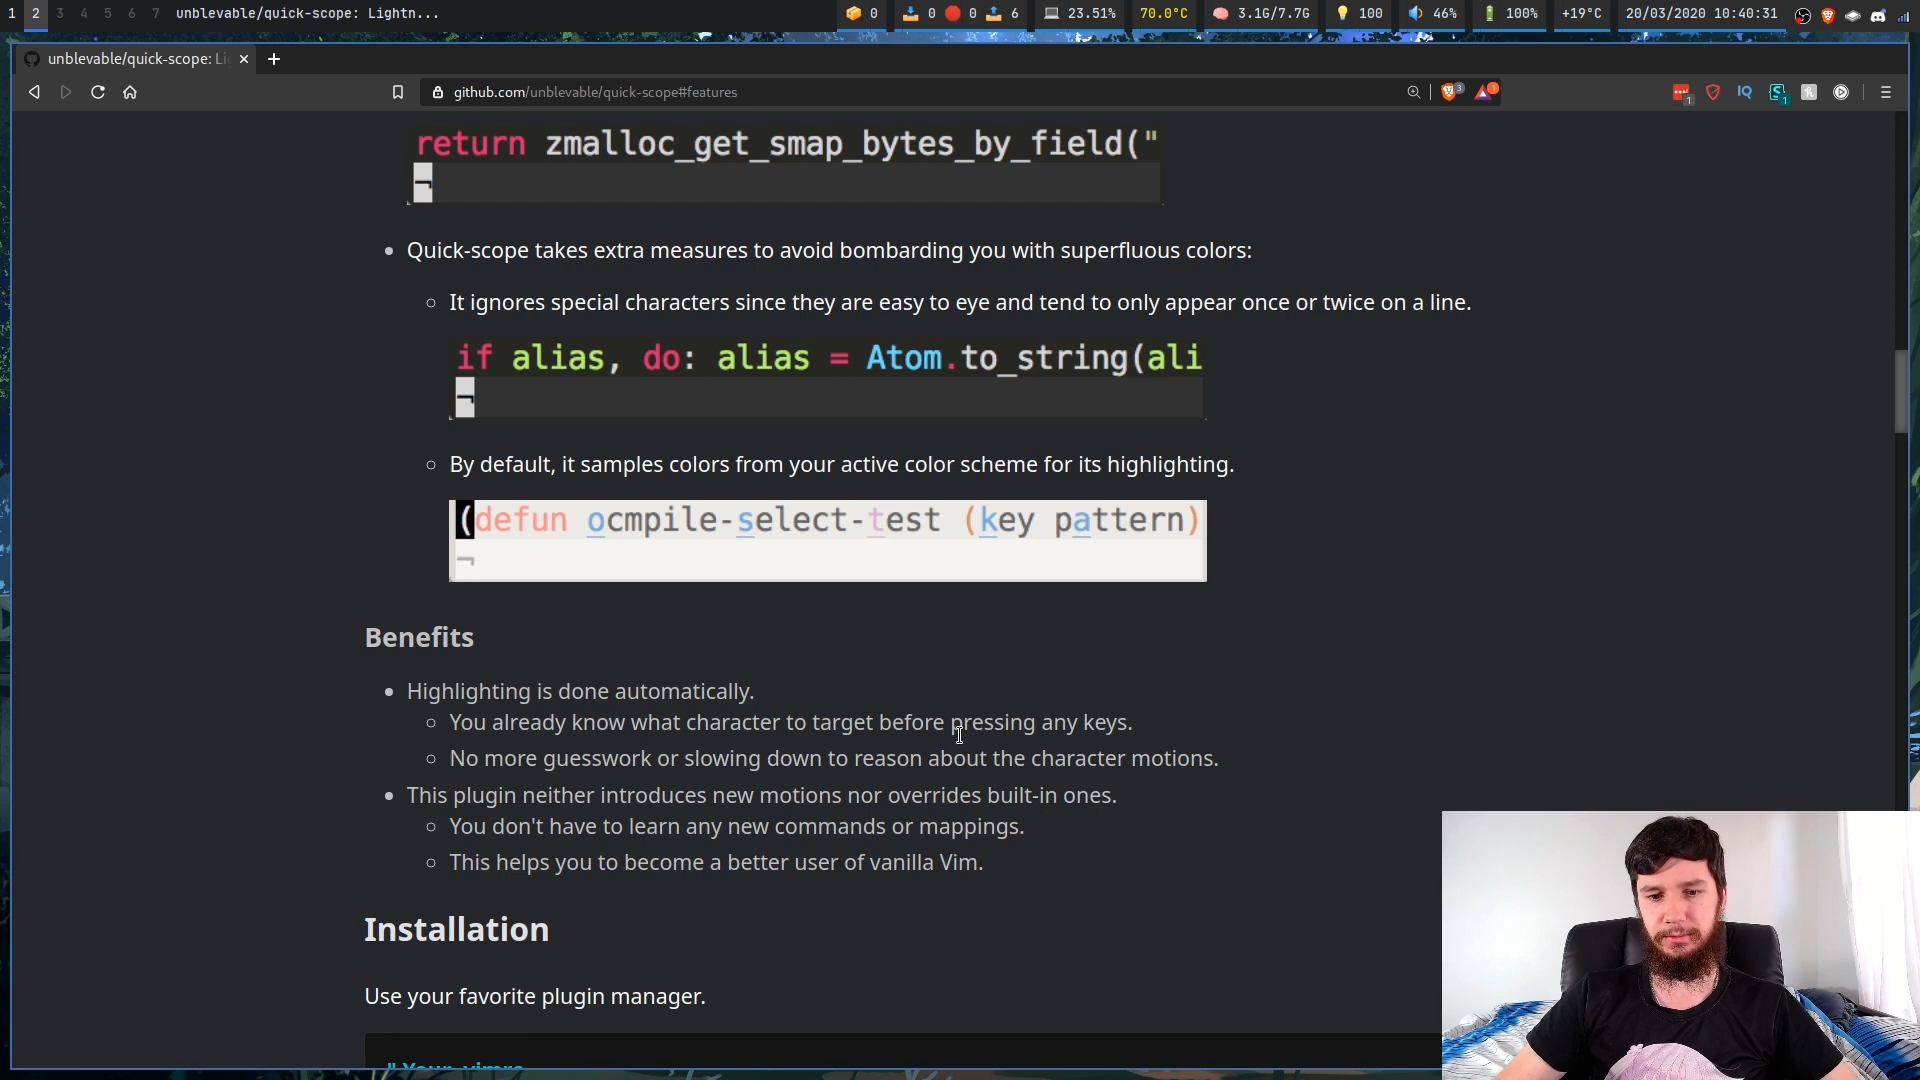 1 2 3 4 5 6 7 unblevable/quick-scope: Lightn... 0 0 0 6 23.51% 70.0°C 3.1G/7.7G 100 46% 100% +19°C 20/03/2020 10:40:31
unblevable/quick-scope: Li
github.com/unblevable/quick-scope#features 3 1 1 IQ 1
return zmalloc_get_smap_bytes_by_field("
¬
Quick-scope takes extra measures to avoid bombarding you with superfluous colors:
It ignores special characters since they are easy to eye and tend to only appear once or twice on a line.
if alias, do: alias = Atom.to_string(ali
¬
By default, it samples colors from your active color scheme for its highlighting.
(defun ocmpile-select-test (key pattern)
¬
Benefits
Highlighting is done automatically.
You already know what character to target before pressing any keys.
No more guesswork or slowing down to reason about the character motions.
This plugin neither introduces new motions nor overrides built-in ones.
You don't have to learn any new commands or mappings.
This helps you to become a better user of vanilla Vim.
Installation
Use your favorite plugin manager.
" Your .vimrc